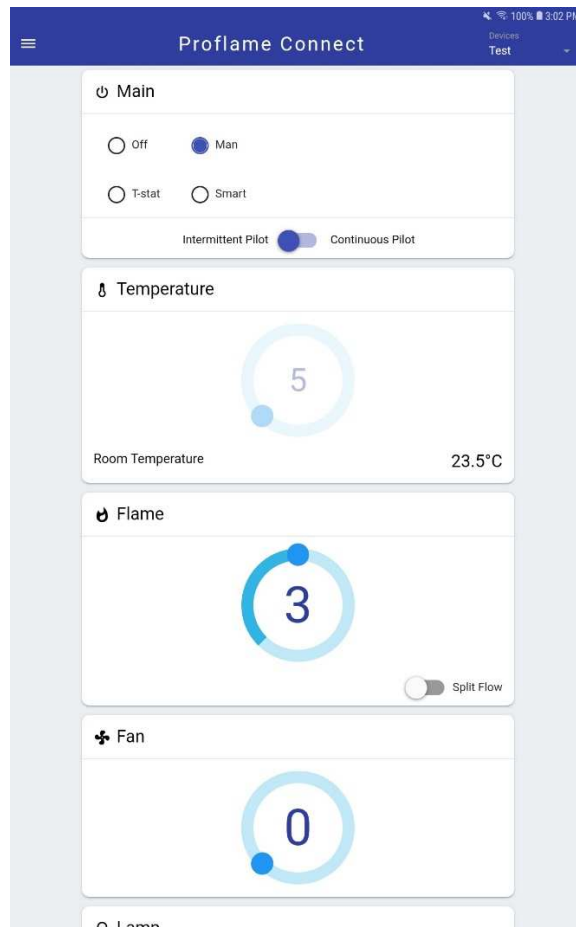 100% 3:02 PM
Proflame Connect
Devices
Test
Main
Off Man
T-stat Smart
Intermittent Pilot Continuous Pilot
Temperature
5
Room Temperature 23.5°C
Flame
3
Split Flow
Fan
0
Lamp